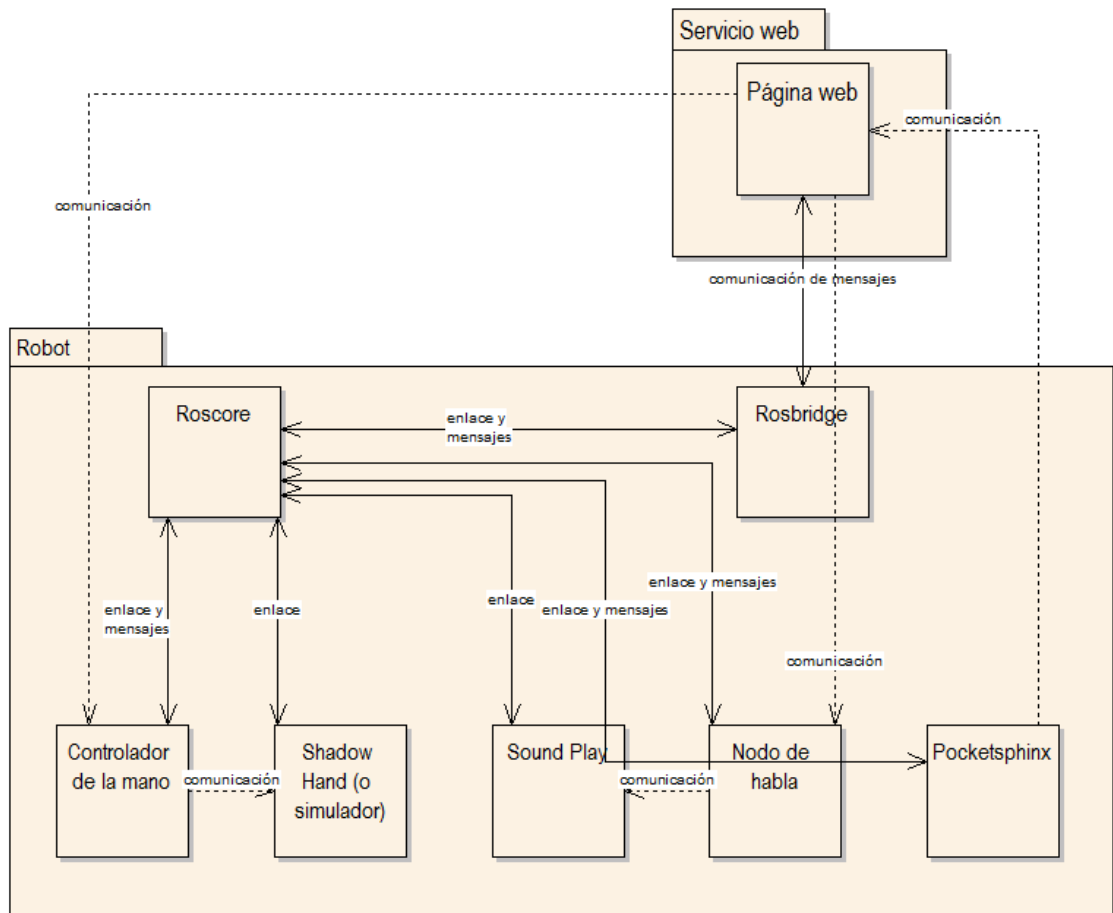 Servicio web
Página web
comunicación
comunicación
comunicación de mensajes
Robot
Roscore
Rosbridge
enlace y
mensajes
enlace y mensajes
enlace y
mensajes
enlace
enlace
enlace y mensajes
comunicación
Controlador
de la mano
comunicación
Shadow
Hand (o
simulador)
Sound Play
comunicación
Nodo de
habla
Pocketsphinx